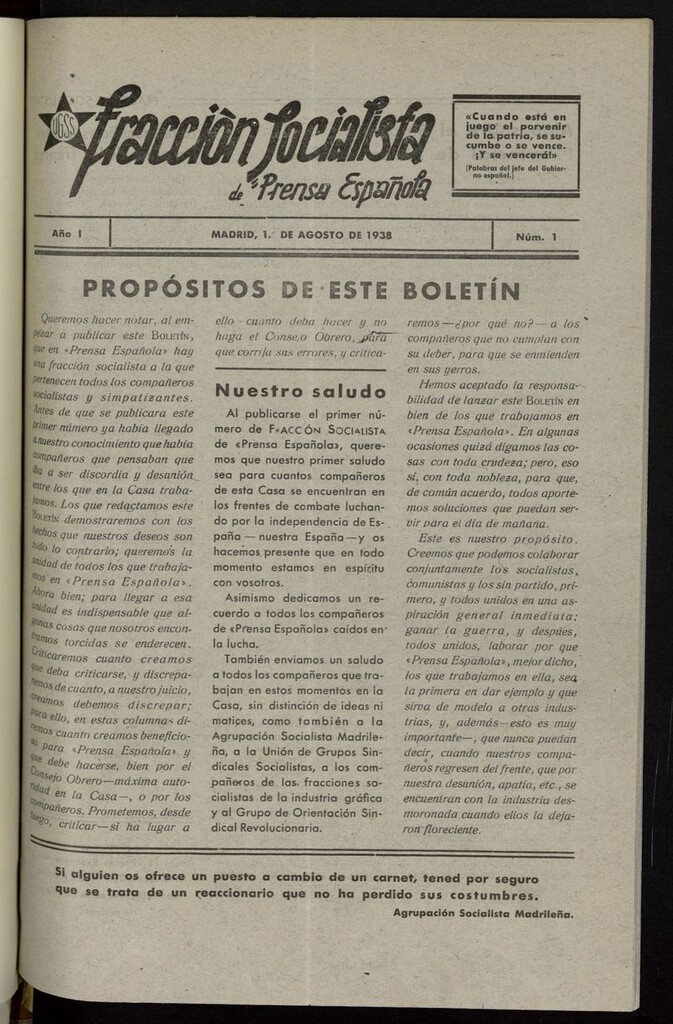 UGSS
Fracción Socialista
de "Prensa Española
«Cuando está en
juego el porvenir
de la patria, se su-
cumbe o se vence.
¡Y se vencerá!»
(Palabras del jefe del Gobier-
no español.)
Año I
MADRID, 1.° DE AGOSTO DE 1938
Núm. 1
PROPÓSITOS DE ESTE BOLETÍN
Queremos hacer notar, al em-
pezar a publicar este BOLETÍN,
que en «Prensa Española» hay
una fracción socialista a la que
pertenecen todos los compañeros
socialistas y simpatizantes.
Antes de que se publicara este
primer número ya había llegado
a nuestro conocimiento que había
compañeros que pensaban que
iba a ser discordia y desunión
entre los que en la Casa traba-
jamos. Los que redactamos este
BOLETÍN demostraremos con los
hechos que nuestros deseos son
todo lo contrario; queremos la
unidad de todos los que trabaja-
mos en «Prensa Española».
Ahora bien; para llegar a esa
unidad es indispensable que al-
gunas cosas que nosotros encon-
tramos torcidas se enderecen.
Criticaremos cuanto creamos
que deba criticarse, y discrepa-
remos de cuanto, a nuestro juicio,
creamos debemos discrepar;
para ello, en estas columnas di-
remos cuanto creamos beneficio-
so para «Prensa Española» y
que debe hacerse, bien por el
Consejo Obrero—máxima auto-
ridad en la Casa—, o por los
compañeros. Prometemos, desde
luego, criticar—si ha lugar a
ello—cuanto deba hacer y no
haga el Consejo Obrero, para
que corrija sus errores, y critica-
Nuestro saludo
Al publicarse el primer nú-
mero de FRACCÓN SOCIALISTA
de «Prensa Española», quere-
mos que nuestro primer saludo
sea para cuantos compañeros
de esta Casa se encuentran en
los frentes de combate luchan-
do por la independencia de Es-
paña — nuestra España—y os
hacemos presente que en todo
momento estamos en espíritu
con vosotros.
Asimismo dedicamos un re-
cuerdo a todos los compañeros
de «Prensa Española» caídos en
la lucha.
También enviamos un saludo
a todos los compañeros que tra-
bajan en estos momentos en la
Casa, sin distinción de ideas ni
matices, como también a la
Agrupación Socialista Madrile-
ña, a la Unión de Grupos Sin-
dicales Socialistas, a los com-
pañeros de las fracciones so-
cialistas de la industria gráfica
y al Grupo de Orientación Sin-
dical Revolucionaria.
remos—¿por qué no?—a los
compañeros que no cumplan con
su deber, para que se enmienden
en sus yerros.
Hemos aceptado la responsa-
bilidad de lanzar este BOLETÍN en
bien de los que trabajamos en
«Prensa Española». En algunas
ocasiones quizá digamos las co-
sas con toda crudeza; pero, eso
sí, con toda nobleza, para que,
de común acuerdo, todos aporte-
mos soluciones que puedan ser-
vir para el día de mañana.
Este es nuestro propósito.
Creemos que podemos colaborar
conjuntamente los socialistas,
comunistas y los sin partido, pri-
mero, y todos unidos en una as-
piración general inmediata;
ganar la guerra, y después,
todos unidos, laborar por que
«Prensa Española», mejor dicho,
los que trabajamos en ella, sea
la primera en dar ejemplo y que
sirva de modelo a otras indus-
trias, y, además—esto es muy
importante—, que nunca puedan
decir, cuando nuestros compa-
ñeros regresen del frente, que por
nuestra desunión, apatía, etc., se
encuentran con la industria des-
moronada cuando ellos la deja-
ron floreciente.
Si alguien os ofrece un puesto a cambio de un carnet, tened por seguro
que se trata de un reaccionario que no ha perdido sus costumbres.
Agrupación Socialista Madrileña.